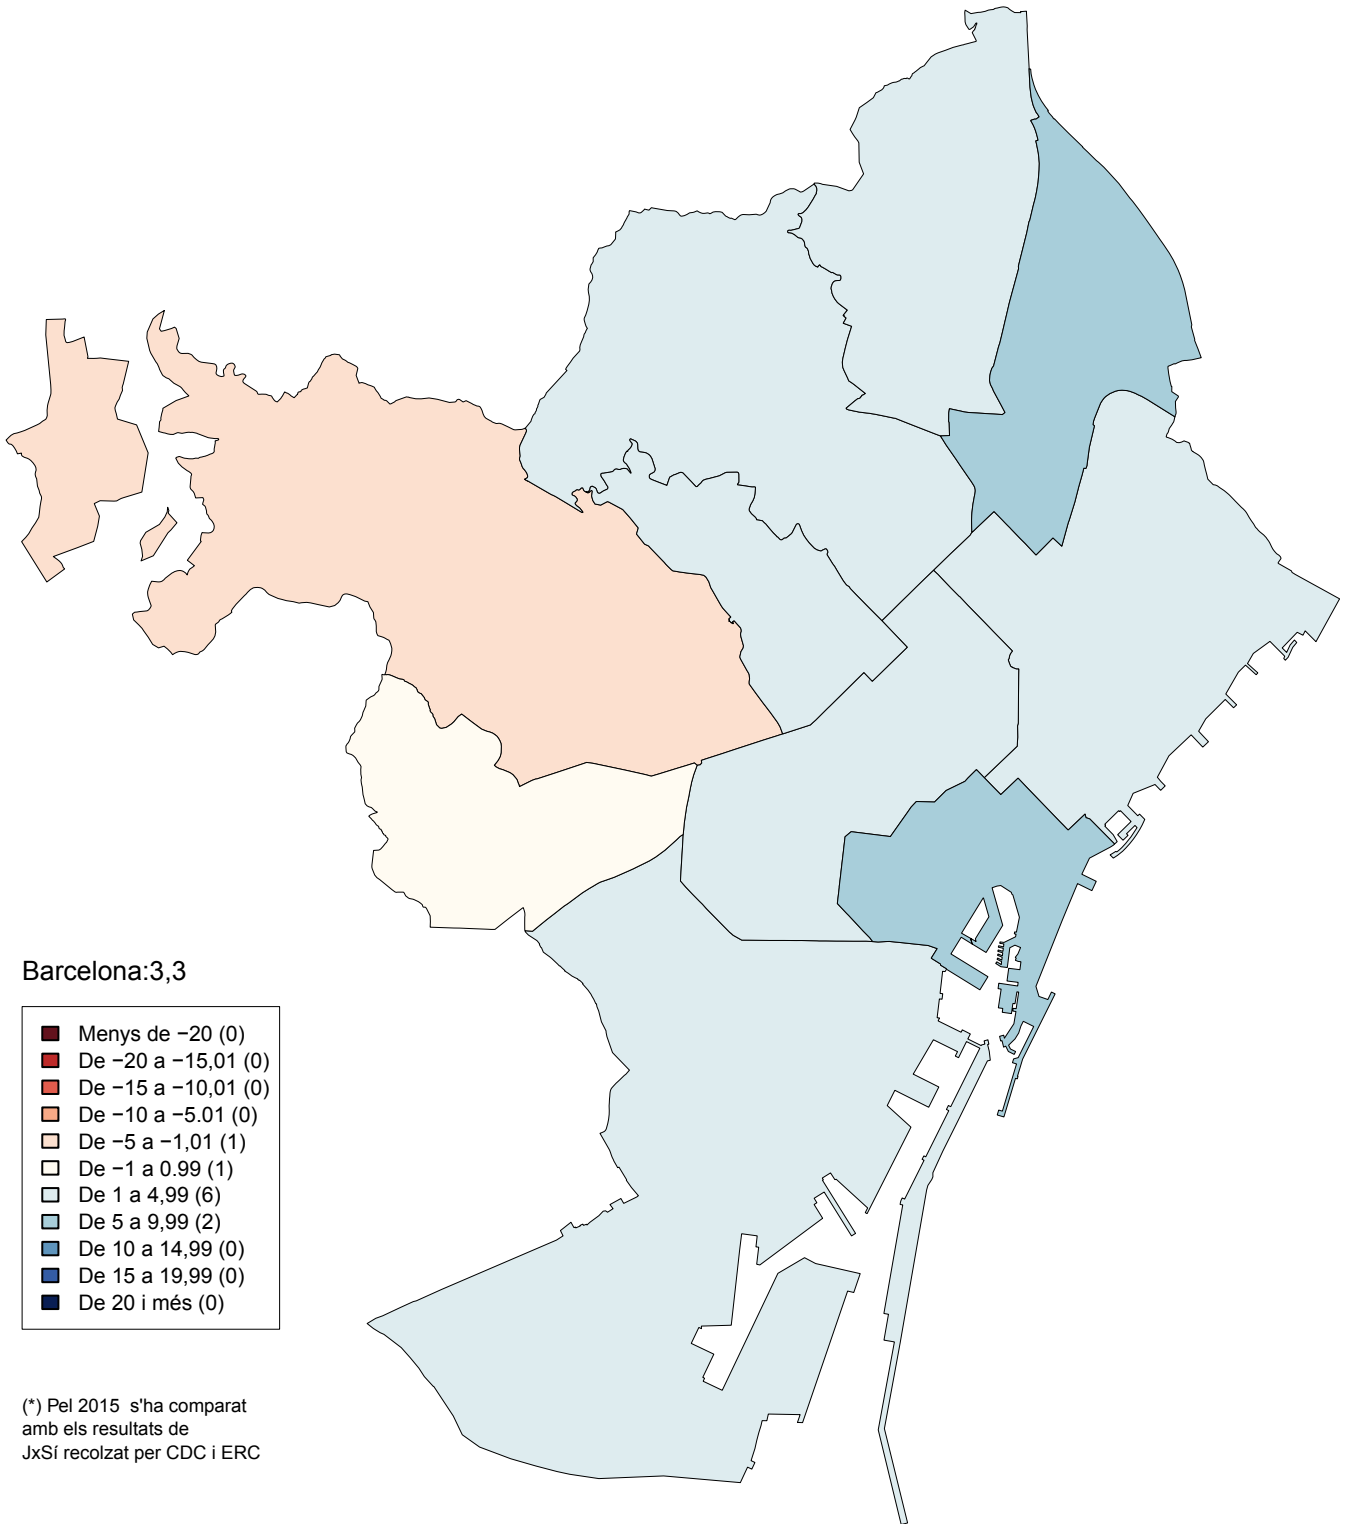 Barcelona:3,3
Menys de −20 (0)
De −20 a −15,01 (0)
De −15 a −10,01 (0)
De −10 a −5.01 (0)
De −5 a −1,01 (1)
De −1 a 0.99 (1)
De 1 a 4,99 (6)
De 5 a 9,99 (2)
De 10 a 14,99 (0)
De 15 a 19,99 (0)
De 20 i més (0)
(*) Pel 2015 s'ha comparat
amb els resultats de
JxSí recolzat per CDC i ERC